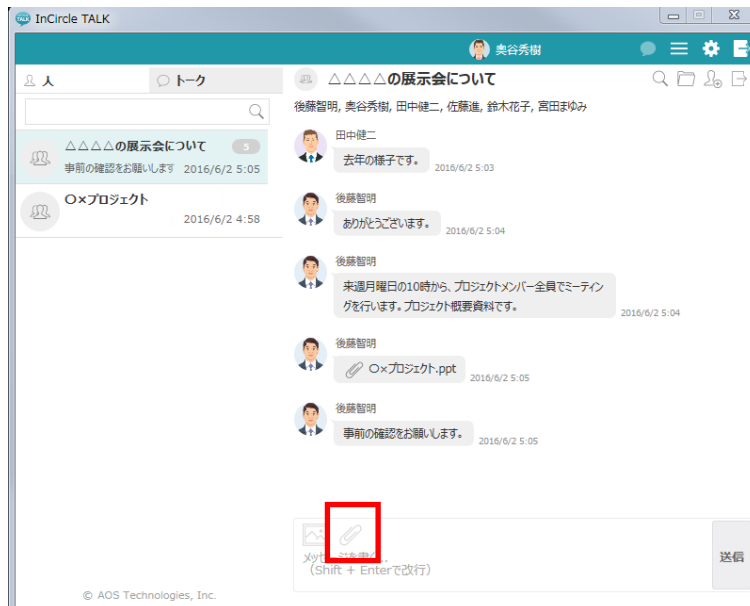 TALK InCircle TALK
奥谷秀樹
人
トーク
△△△△の展示会について 5
事前の確認をお願いします 2016/6/2 5:05
〇×プロジェクト
2016/6/2 4:58
© AOS Technologies, Inc.
△△△△の展示会について
後藤智明, 奥谷秀樹, 田中健二, 佐藤進, 鈴木花子, 宮田まゆみ
田中健二
去年の様子です。 2016/6/2 5:03
後藤智明
ありがとうございます。 2016/6/2 5:04
後藤智明
来週月曜日の10時から、プロジェクトメンバー全員でミーティン
グを行います。プロジェクト概要資料です。 2016/6/2 5:04
後藤智明
〇×プロジェクト.ppt 2016/6/2 5:05
後藤智明
事前の確認をお願いします。 2016/6/2 5:05
メッセージを書く...
(Shift + Enterで改行)
送信